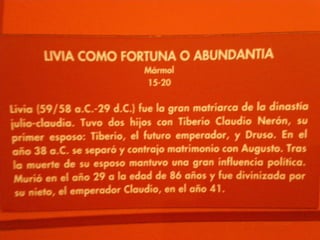 LIVIA COMO FORTUNA O ABUNDANTIA
Mármol
15-20
Livia (59/58 a.C.-29 d.C.) fue la gran matriarca de la dinastía
julio-claudia. Tuvo dos hijos con Tiberio Claudio Nerón, su
primer esposo: Tiberio, el futuro emperador, y Druso. En el
año 38 a.C. se separó y contrajo matrimonio con Augusto. Tras
la muerte de su esposo mantuvo una gran influencia política.
Murió en el año 29 a la edad de 86 años y fue divinizada por
su nieto, el emperador Claudio, en el año 41.